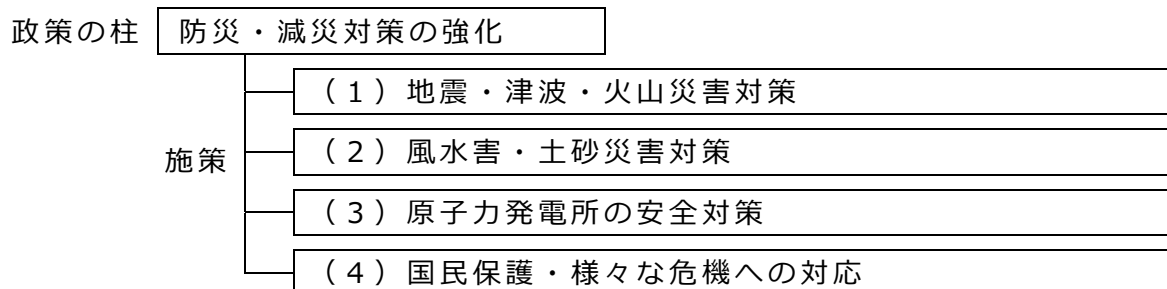 政策の柱 防災・減災対策の強化
（1）地震・津波・火山災害対策
施策 （2）風水害・土砂災害対策
（3）原子力発電所の安全対策
（4）国民保護・様々な危機への対応